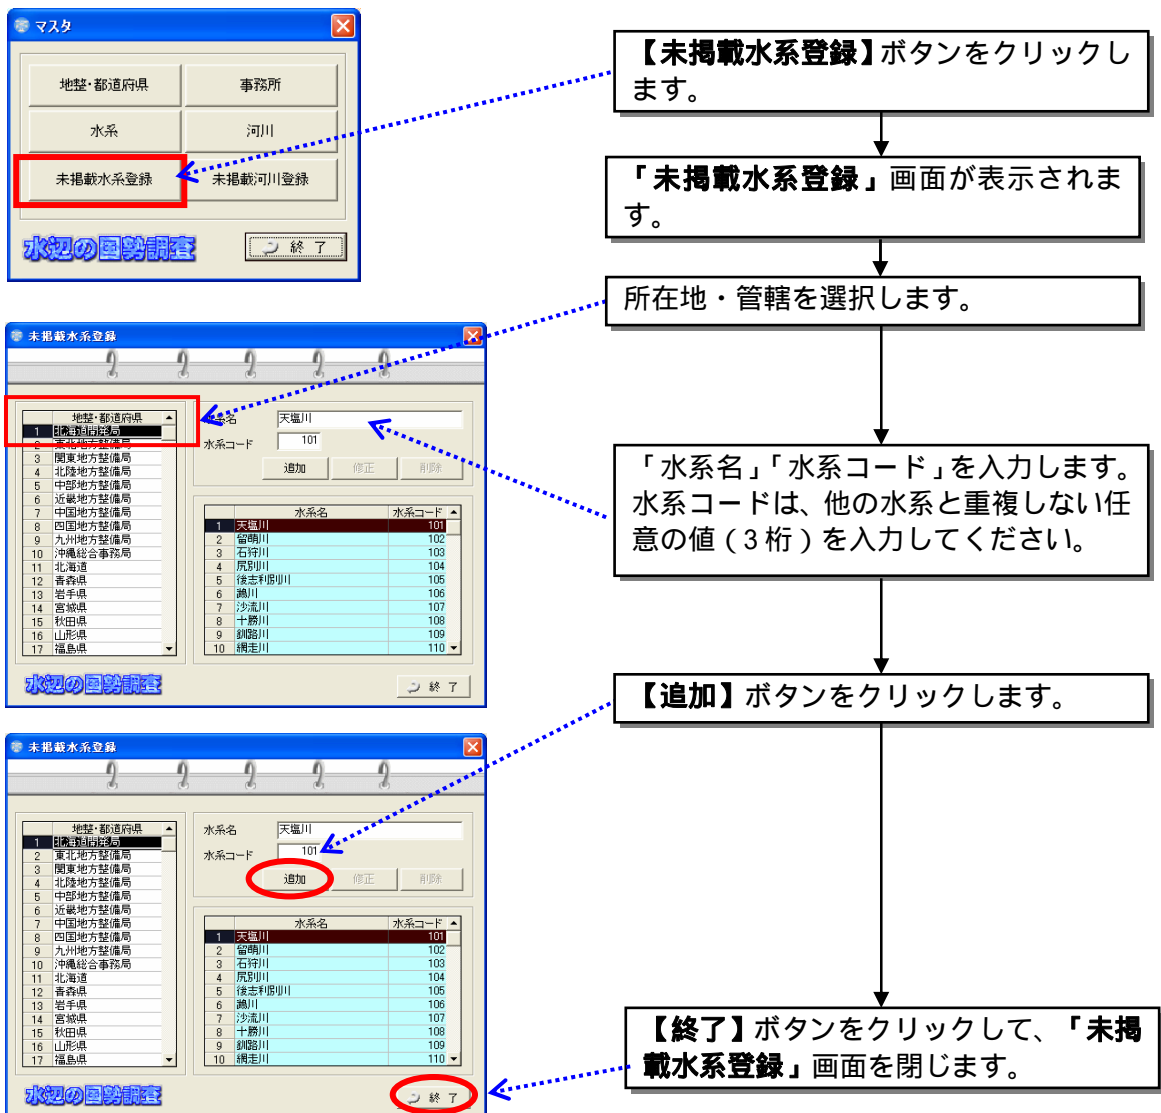 マスタ
地整・都道府県 事務所
水系 河川
未掲載水系登録 未掲載河川登録
水辺の国勢調査 終 了
【未掲載水系登録】ボタンをクリックし
ます。
「未掲載水系登録」画面が表示されま
す。
所在地・管轄を選択します。
未掲載水系登録
地整・都道府県
1 北海道開発局
2 東北地方整備局
3 関東地方整備局
4 北陸地方整備局
5 中部地方整備局
6 近畿地方整備局
7 中国地方整備局
8 四国地方整備局
9 九州地方整備局
10 沖縄総合事務局
11 北海道
12 青森県
13 岩手県
14 宮城県
15 秋田県
16 山形県
17 福島県
水系名 天塩川
水系コード 101
追加 修正 削除
水系名 水系コード
1 天塩川 101
2 留萌川 102
3 石狩川 103
4 尻別川 104
5 後志利別川 105
6 鵡川 106
7 沙流川 107
8 十勝川 108
9 釧路川 109
10 網走川 110
水辺の国勢調査 終 了
「水系名」「水系コード」を入力します。
水系コードは、他の水系と重複しない任
意の値（3桁）を入力してください。
【追加】ボタンをクリックします。
未掲載水系登録
地整・都道府県
1 北海道開発局
2 東北地方整備局
3 関東地方整備局
4 北陸地方整備局
5 中部地方整備局
6 近畿地方整備局
7 中国地方整備局
8 四国地方整備局
9 九州地方整備局
10 沖縄総合事務局
11 北海道
12 青森県
13 岩手県
14 宮城県
15 秋田県
16 山形県
17 福島県
水系名 天塩川
水系コード 101
追加 修正 削除
水系名 水系コード
1 天塩川 101
2 留萌川 102
3 石狩川 103
4 尻別川 104
5 後志利別川 105
6 鵡川 106
7 沙流川 107
8 十勝川 108
9 釧路川 109
10 網走川 110
水辺の国勢調査 終 了
【終了】ボタンをクリックして、「未掲
載水系登録」画面を閉じます。